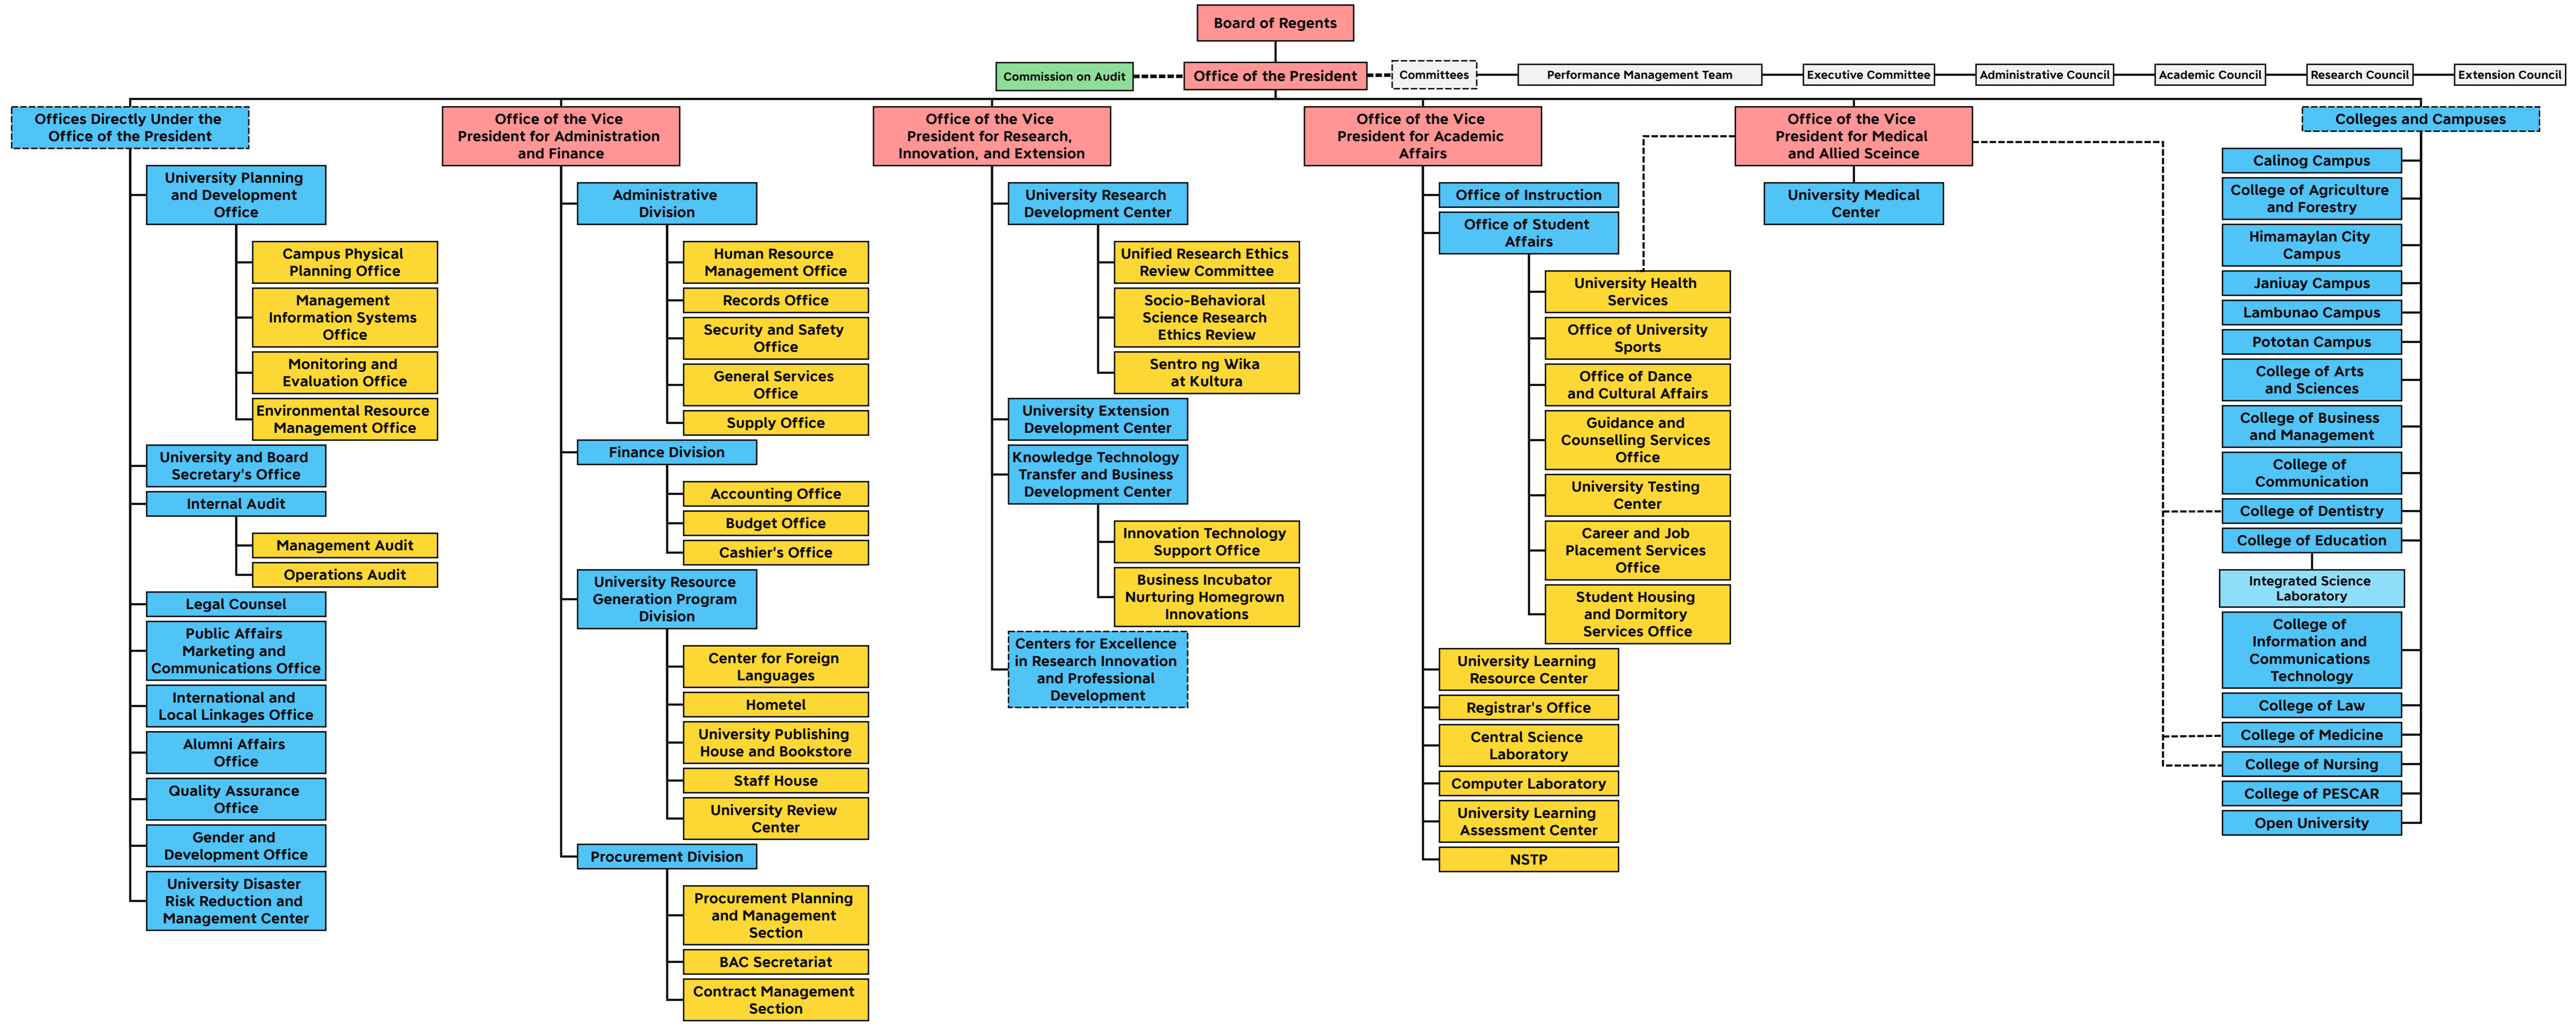 Board of Regents
Commission on Audit
Office of the President
Committees
Performance Management Team
Executive Committee
Administrative Council
Academic Council
Research Council
Extension Council
Offices Directly Under the
Office of the President
University Planning
and Development
Office
Campus Physical
Planning Office
Management
Information Systems
Office
Monitoring and
Evaluation Office
Environmental Resource
Management Office
University and Board
Secretary's Office
Internal Audit
Management Audit
Operations Audit
Legal Counsel
Public Affairs
Marketing and
Communications Office
International and
Local Linkages Office
Alumni Affairs
Office
Quality Assurance
Office
Gender and
Development Office
University Disaster
Risk Reduction and
Management Center
Office of the Vice
President for Administration
and Finance
Administrative
Division
Human Resource
Management Office
Records Office
Security and Safety
Office
General Services
Office
Supply Office
Finance Division
Accounting Office
Budget Office
Cashier's Office
University Resource
Generation Program
Division
Center for Foreign
Languages
Hometel
University Publishing
House and Bookstore
Staff House
University Review
Center
Procurement Division
Procurement Planning
and Management
Section
BAC Secretariat
Contract Management
Section
Office of the Vice
President for Research,
Innovation, and Extension
University Research
Development Center
Unified Research Ethics
Review Committee
Socio-Behavioral
Science Research
Ethics Review
Sentro ng Wika
at Kultura
University Extension
Development Center
Knowledge Technology
Transfer and Business
Development Center
Innovation Technology
Support Office
Business Incubator
Nurturing Homegrown
Innovations
Centers for Excellence
in Research Innovation
and Professional
Development
Office of the Vice
President for Academic
Affairs
Office of Instruction
Office of Student
Affairs
University Health
Services
Office of University
Sports
Office of Dance
and Cultural Affairs
Guidance and
Counselling Services
Office
University Testing
Center
Career and Job
Placement Services
Office
Student Housing
and Dormitory
Services Office
University Learning
Resource Center
Registrar's Office
Central Science
Laboratory
Computer Laboratory
University Learning
Assessment Center
NSTP
Office of the Vice
President for Medical
and Allied Sceince
University Medical
Center
Colleges and Campuses
Calinog Campus
College of Agriculture
and Forestry
Himamaylan City
Campus
Janiuay Campus
Lambunao Campus
Pototan Campus
College of Arts
and Sciences
College of Business
and Management
College of
Communication
College of Dentistry
College of Education
Integrated Science
Laboratory
College of
Information and
Communications
Technology
College of Law
College of Medicine
College of Nursing
College of PESCAR
Open University